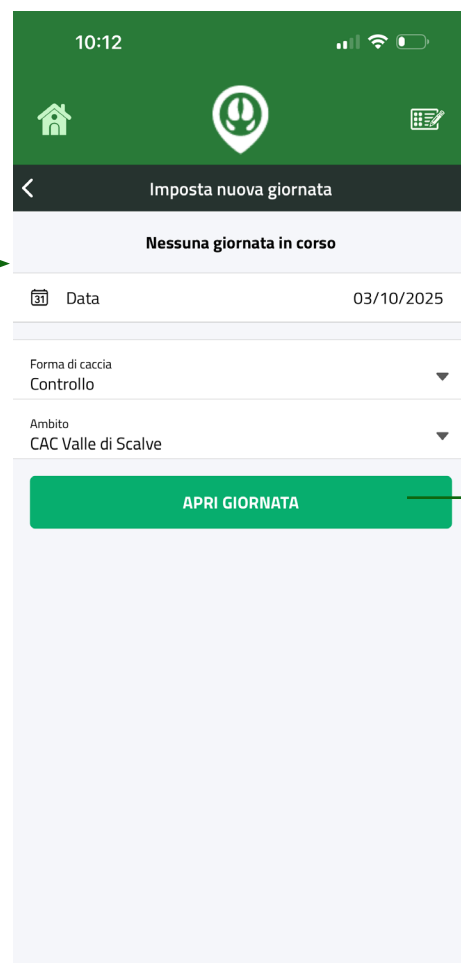 10:12
Imposta nuova giornata
Nessuna giornata in corso
31 Data 03/10/2025
Forma di caccia
Controllo
Ambito
CAC Valle di Scalve
APRI GIORNATA